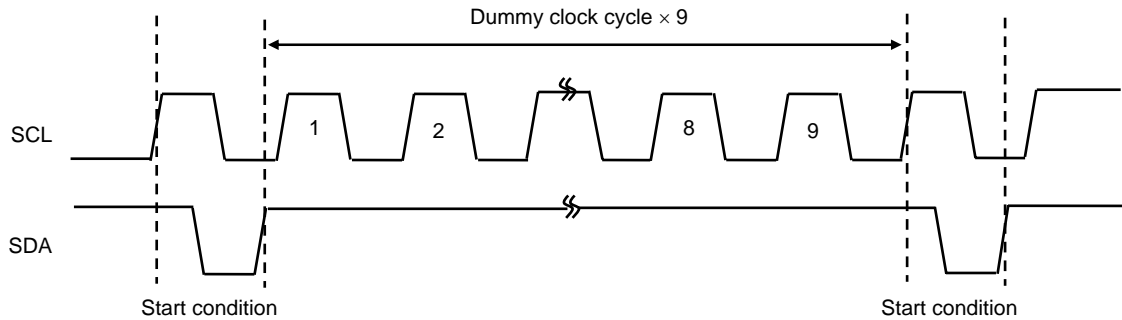 Dummy clock cycle × 9
SCL
1
2
8
9
SDA
Start condition
Start condition